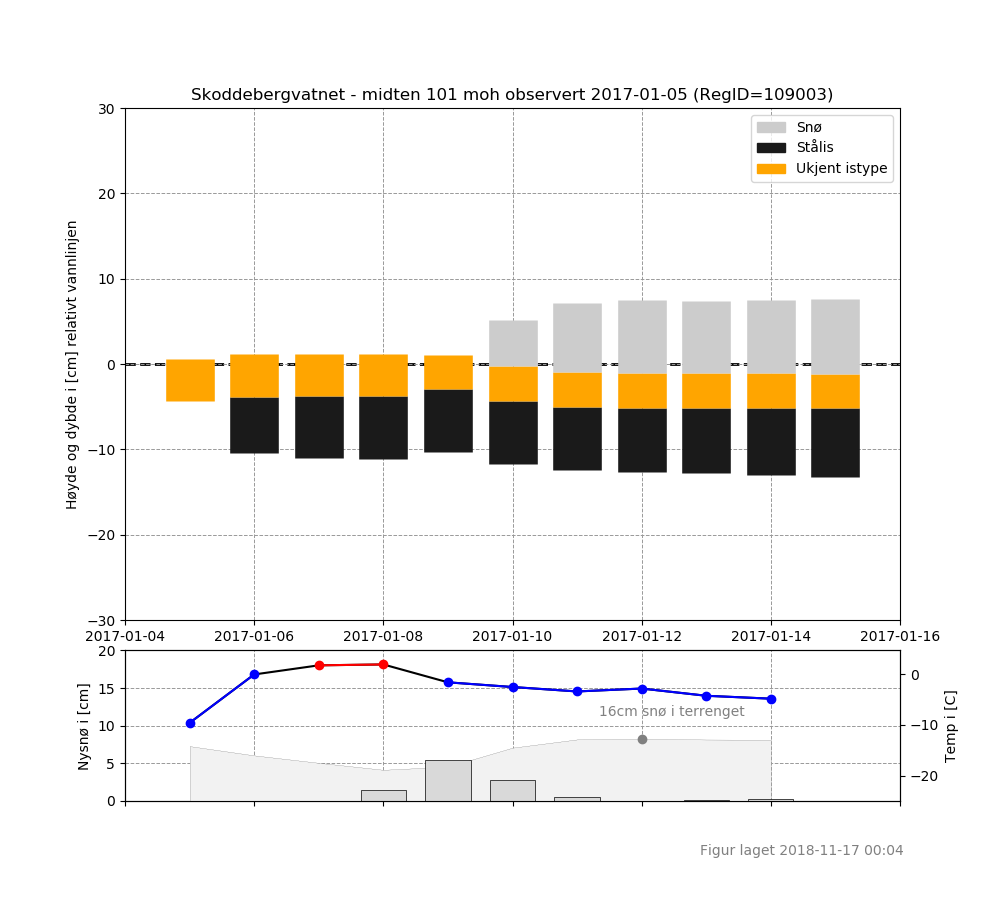 Skoddebergvatnet - midten 101 moh observert 2017-01-05 (RegID=109003)
Snø
Stålis
Ukjent istype
Høyde og dybde i [cm] relativt vannlinjen
30
20
10
0
−10
−20
−30
2017-01-04 2017-01-06 2017-01-08 2017-01-10 2017-01-12 2017-01-14 2017-01-16
Nysnø i [cm]
20
15
10
5
0
16cm snø i terrenget
0
−10
−20
Temp i [C]
Figur laget 2018-11-17 00:04